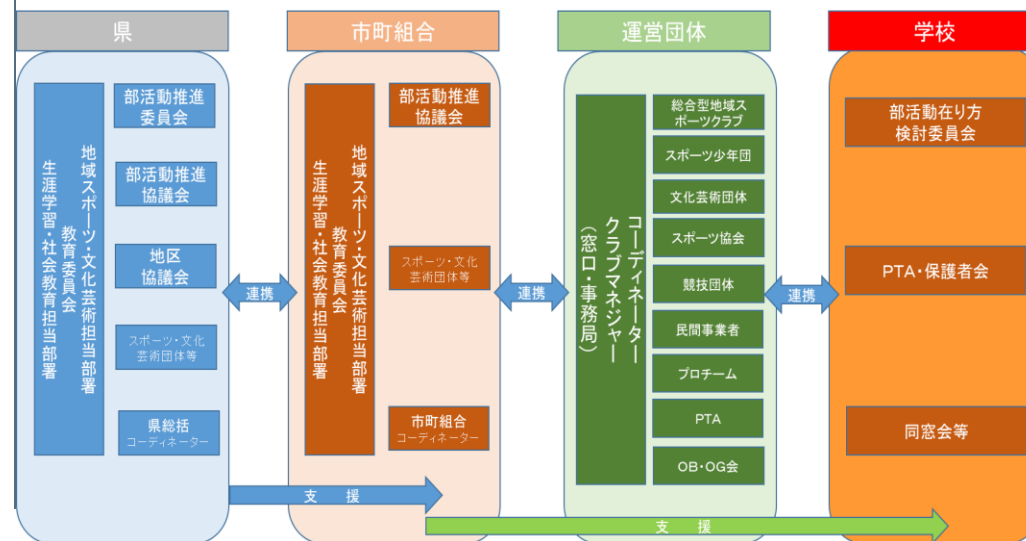 県
地域スポーツ・文化芸術担当部署
教育委員会
生涯学習・社会教育担当部署
部活動推進
委員会
部活動推進
協議会
地区
協議会
スポーツ・文化
芸術団体等
県総括
コーディネーター
連携
市町組合
地域スポーツ・文化芸術担当部署
教育委員会
生涯学習・社会教育担当部署
部活動推進
協議会
スポーツ・文化
芸術団体等
市町組合
コーディネーター
連携
運営団体
コーディネーター
クラブマネジャー
（窓口・事務局）
総合型地域ス
ポーツクラブ
スポーツ少年団
文化芸術団体
スポーツ協会
競技団体
民間事業者
プロチーム
PTA
OB・OG会
連携
学校
部活動在り方
検討委員会
PTA・保護者会
同窓会等
支 援
支 援